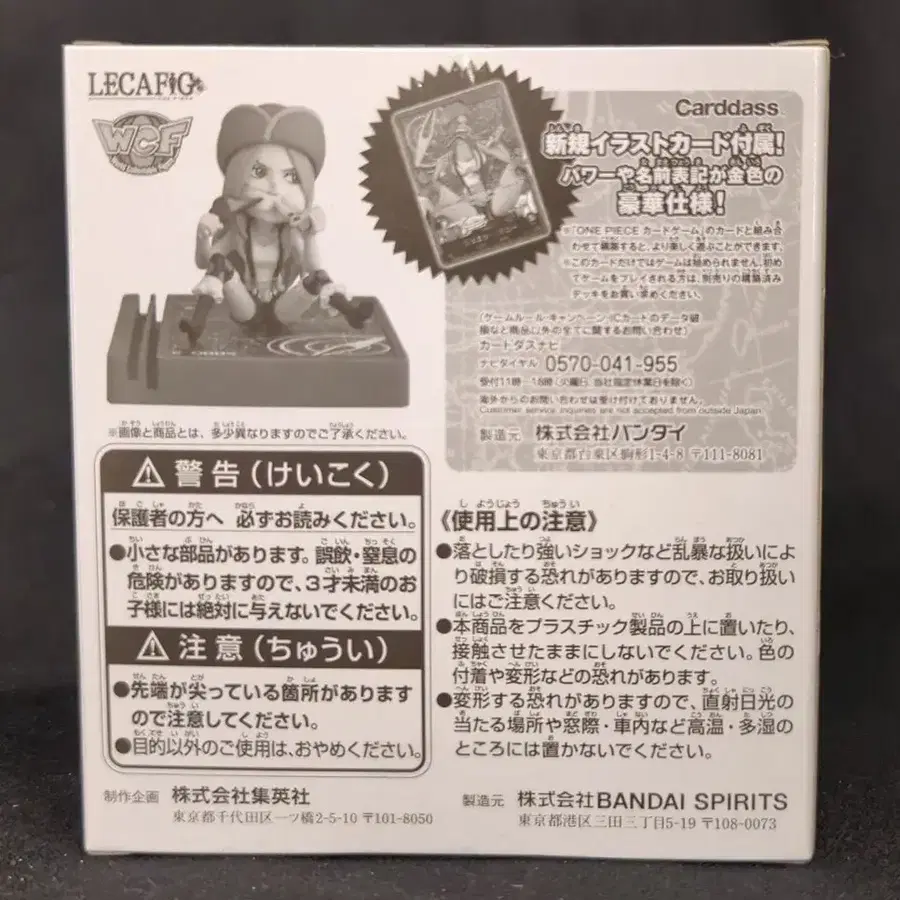 LECAFIG
WCF
Carddass
新規イラストカード付属!
パワーや名前表記が金色の
豪華仕様!
※「ONE PIECE カードゲーム」のカードと組み合
わせて構築すると、より楽しく遊ぶことができます。
※このカードだけではゲームは始められません。初め
てゲームをプレイされる方は、別売りの構築済み
デッキをお買い求めください。
(ゲームルール・キャンペーン・ICカードのデータ破
損など商品以外の全てに関するお問い合わせ)
カードダスナビ
ナビダイヤル 0570-041-955
受付11時~16時(火曜日、当社指定休業日を除く)
海外からのお問い合わせは受け付けておりません。
Customer service inquiries are not accepted from outside Japan
製造元 株式会社バンダイ
東京都台東区駒形1-4-8 〒111-8081
※画像と商品とは、多少異なりますのでご了承ください。
警告(けいこく)
保護者の方へ 必ずお読みください。
●小さな部品があります。誤飲・窒息の
危険がありますので、3才未満のお
子様には絶対に与えないでください。
注意(ちゅうい)
●先端が尖っている箇所があります
ので注意してください。
●目的以外のご使用は、おやめください。
《使用上の注意》
●落としたり強いショックなど乱暴な扱いによ
り破損する恐れがありますので、お取り扱い
にはご注意ください。
●本商品をプラスチック製品の上に置いたり、
接触させたままにしないでください。色の
付着や変形などの恐れがあります。
●変形する恐れがありますので、直射日光の
当たる場所や窓際・車内など高温・多湿の
ところには置かないでください。
制作企画 株式会社集英社
東京都千代田区一ツ橋2-5-10 〒101-8050
製造元 株式会社BANDAI SPIRITS
東京都港区三田三丁目5-19 〒108-0073